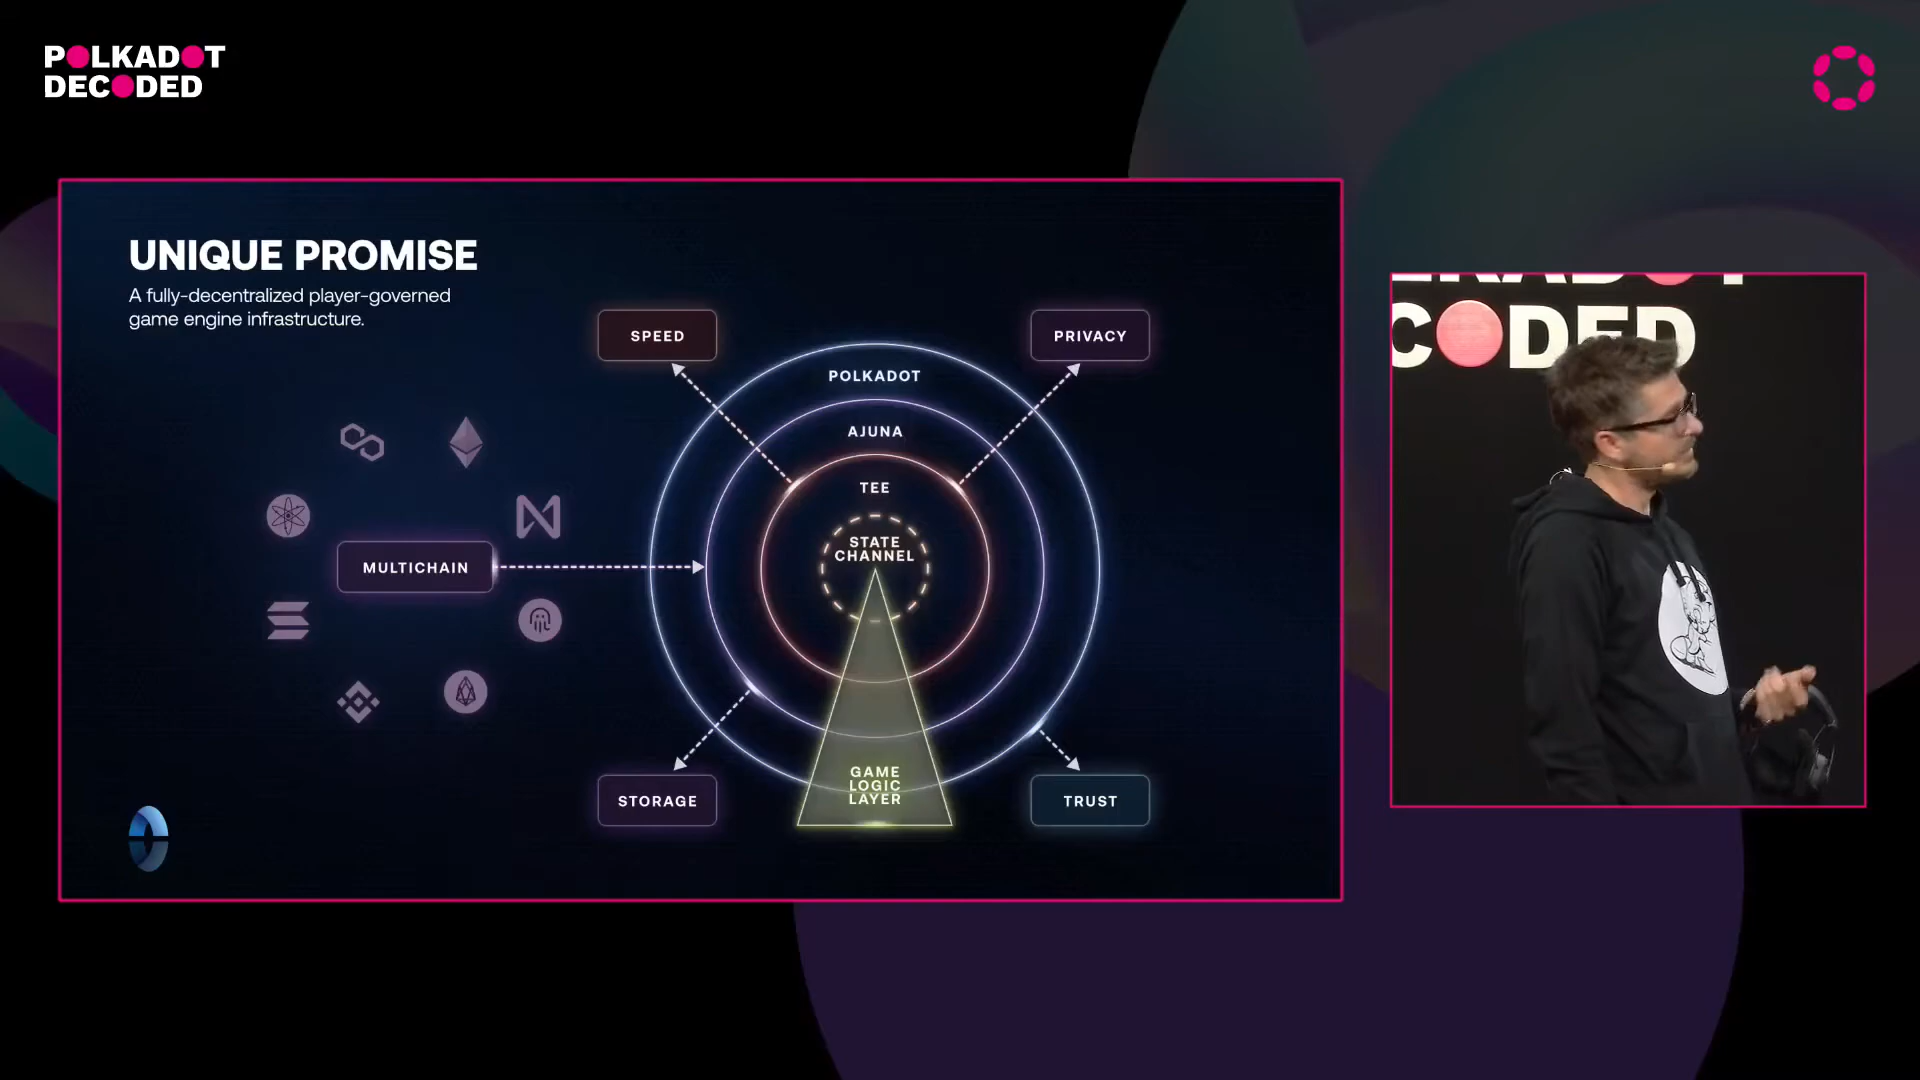 POLKADOT
DECODED
UNIQUE PROMISE
A fully-decentralized player-governed
game engine infrastructure.
SPEED
PRIVACY
POLKADOT
AJUNA
TEE
STATE
CHANNEL
MULTICHAIN
GAME
LOGIC
LAYER
STORAGE
TRUST
CODED